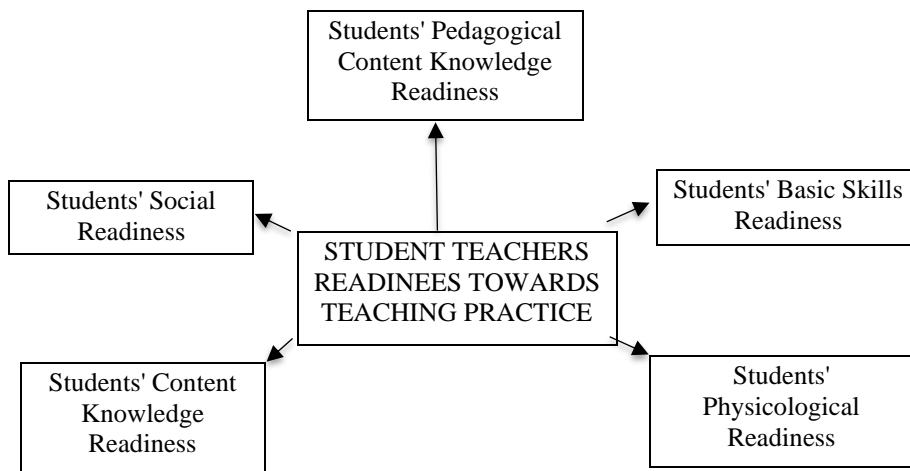 Students' Pedagogical
Content Knowledge
Readiness
Students' Social
Readiness
Students' Basic Skills
Readiness
STUDENT TEACHERS
READINEES TOWARDS
TEACHING PRACTICE
Students' Content
Knowledge
Readiness
Students'
Physicological
Readiness